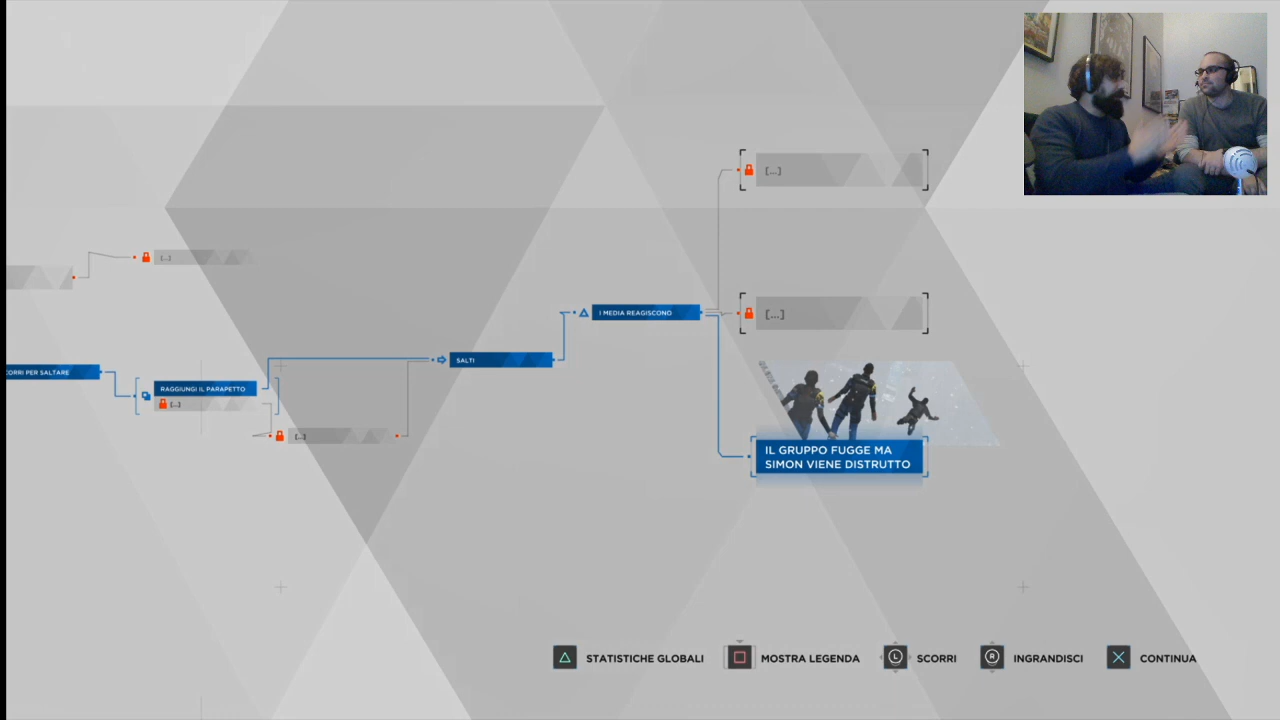 [...]
[...]
[...]
I MEDIA REAGISCONO
SALTI
ORRI PER SALTARE
RAGGIUNGI IL PARAPETTO
[...]
[...]
IL GRUPPO FUGGE MA
SIMON VIENE DISTRUTTO
STATISTICHE GLOBALI
MOSTRA LEGENDA
L
SCORRI
R
INGRANDISCI
CONTINUA